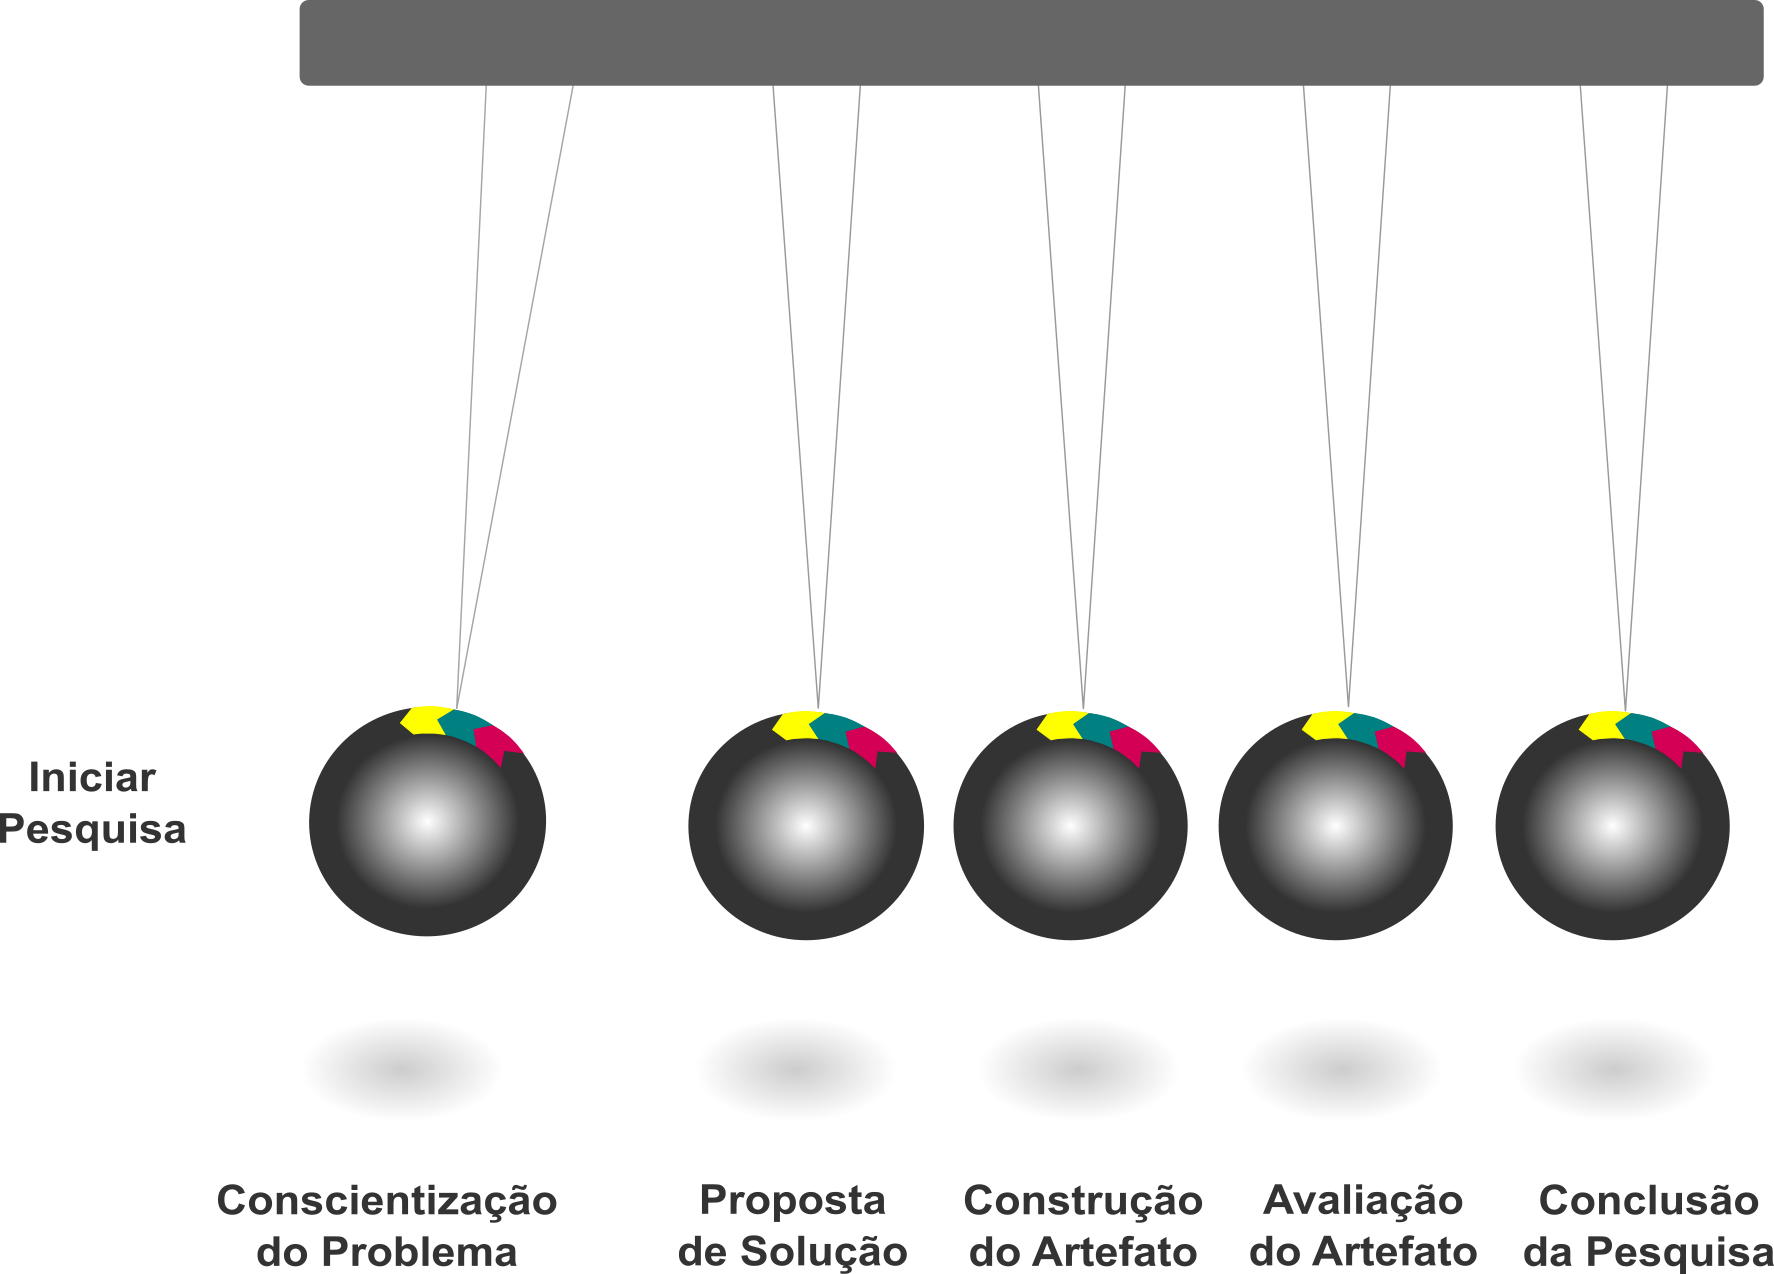 Iniciar
Pesquisa
Conscientização
do Problema
Proposta
de Solução
Construção
do Artefato
Avaliação
do Artefato
Conclusão
da Pesquisa